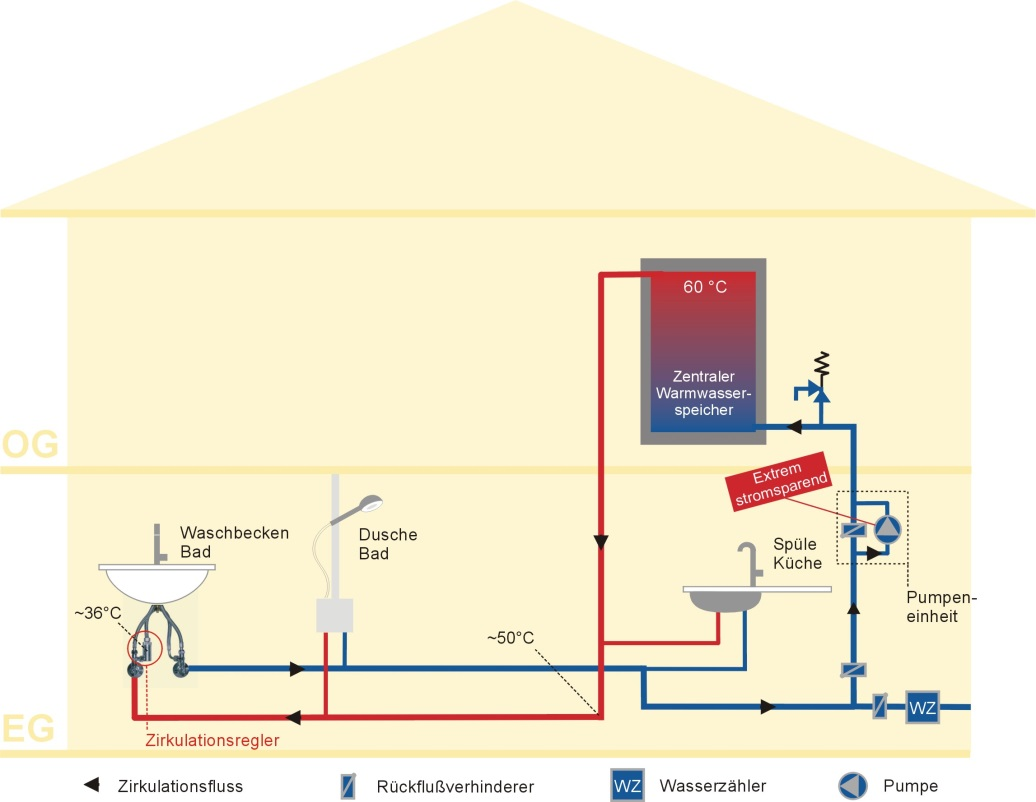 60 °C
Zentraler
Warmwasser-
speicher
OG
Extrem
stromsparend
Waschbecken
Bad
Dusche
Bad
Spüle
Küche
~36°C
~50°C
Pumpen-
einheit
WZ
EG
Zirkulationsregler
Zirkulationsfluss
Rückflußverhinderer
WZ
Wasserzähler
Pumpe